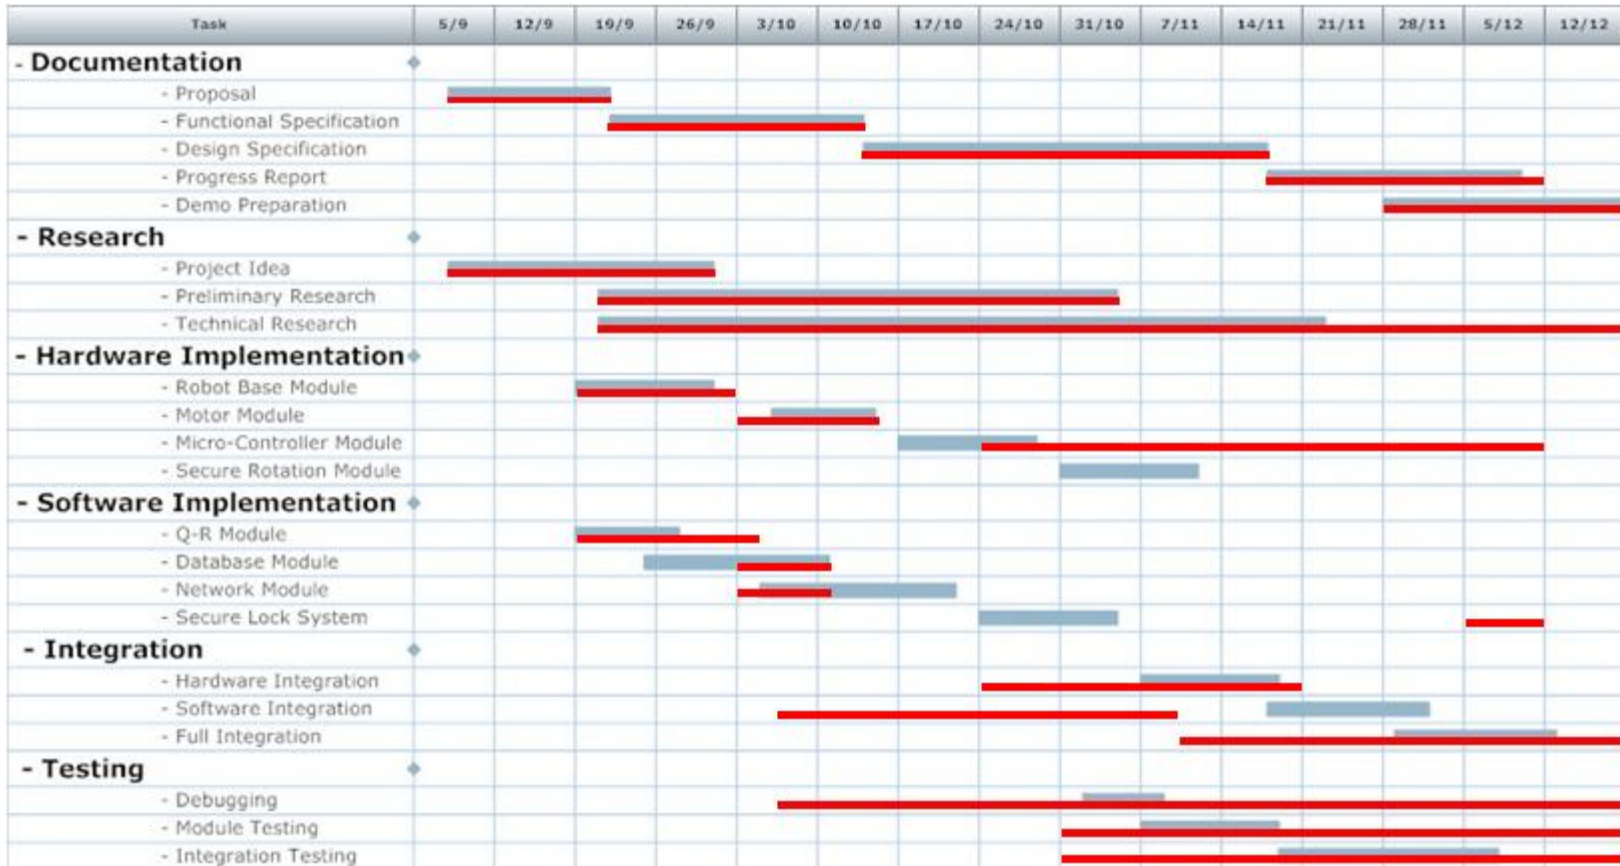 Task 5/9 12/9 19/9 26/9 3/10 10/10 17/10 24/10 31/10 7/11 14/11 21/11 28/11 5/12 12/12
- Documentation
- Proposal
- Functional Specification
- Design Specification
- Progress Report
- Demo Preparation
- Research
- Project Idea
- Preliminary Research
- Technical Research
- Hardware Implementation
- Robot Base Module
- Motor Module
- Micro-Controller Module
- Secure Rotation Module
- Software Implementation
- Q-R Module
- Database Module
- Network Module
- Secure Lock System
- Integration
- Hardware Integration
- Software Integration
- Full Integration
- Testing
- Debugging
- Module Testing
- Integration Testing